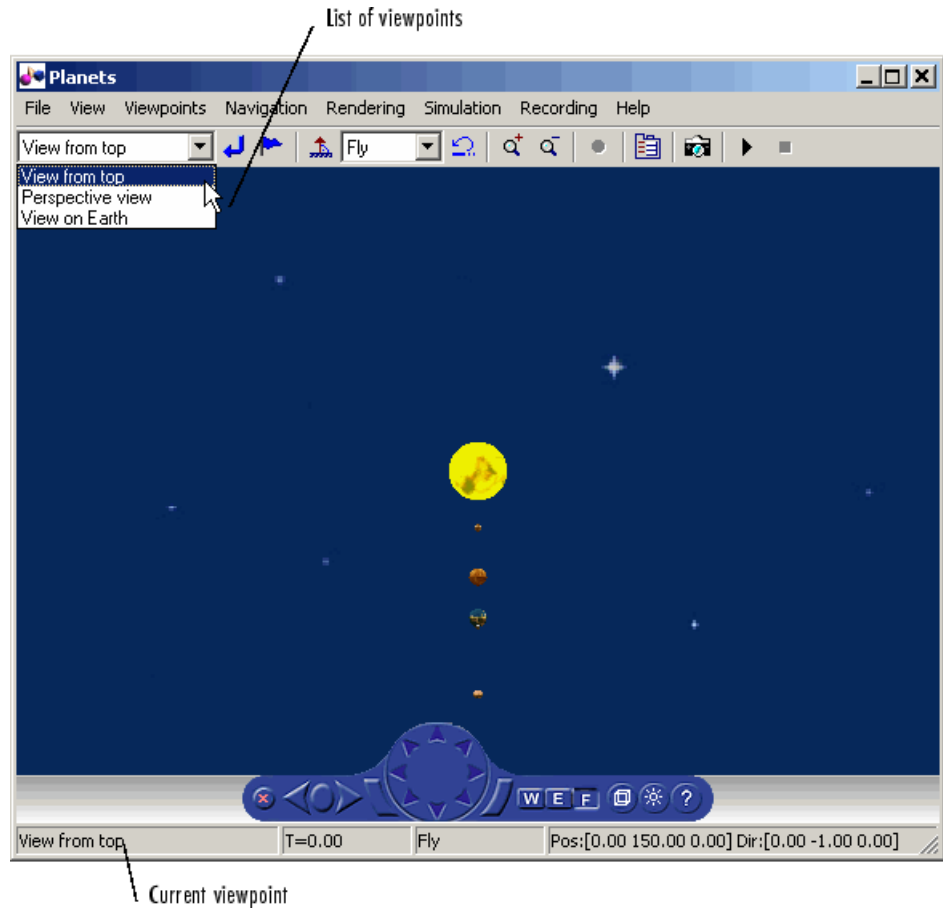 List of viewpoints
Planets
File View Viewpoints Navigation Rendering Simulation Recording Help
View from top Fly
View from top
Perspective view
View on Earth
W E F ?
View from top T=0.00 Fly Pos:[0.00 150.00 0.00] Dir:[0.00 -1.00 0.00]
Current viewpoint